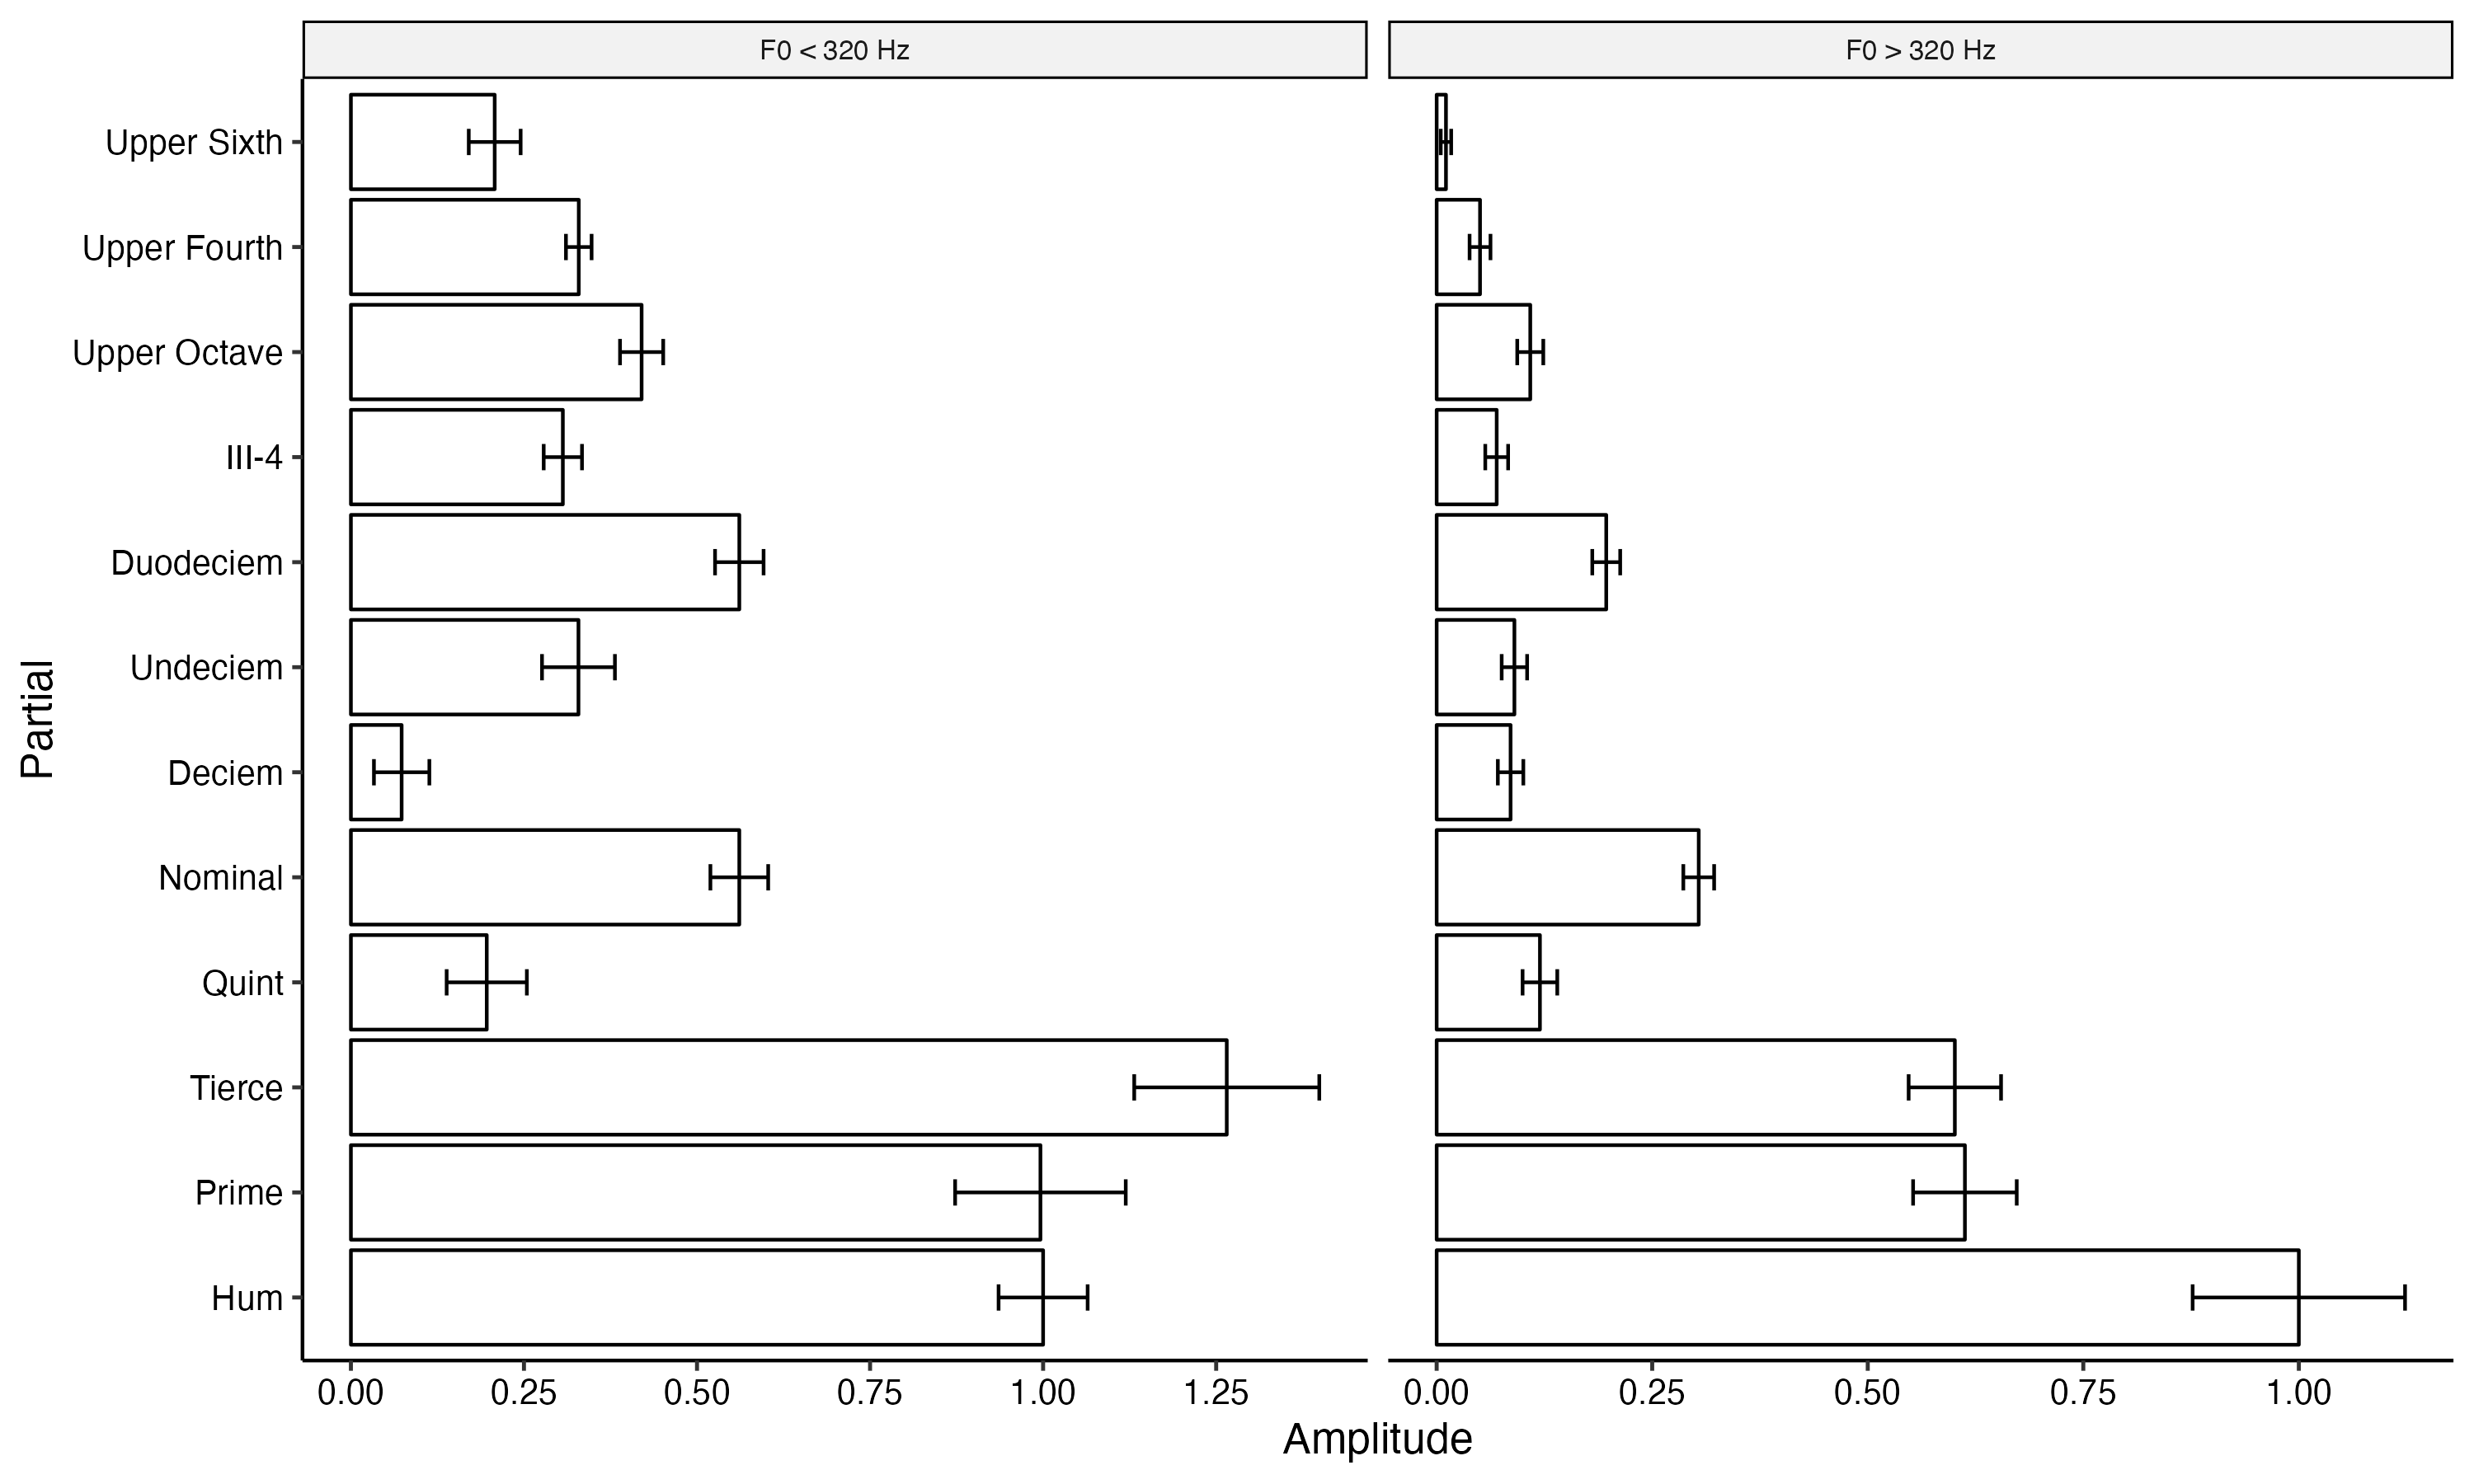 F0 < 320 Hz
F0 > 320 Hz
Partial
Upper Sixth
Upper Fourth
Upper Octave
III-4
Duodeciem
Undeciem
Deciem
Nominal
Quint
Tierce
Prime
Hum
0.00 0.25 0.50 0.75 1.00 1.25
0.00 0.25 0.50 0.75 1.00
Amplitude